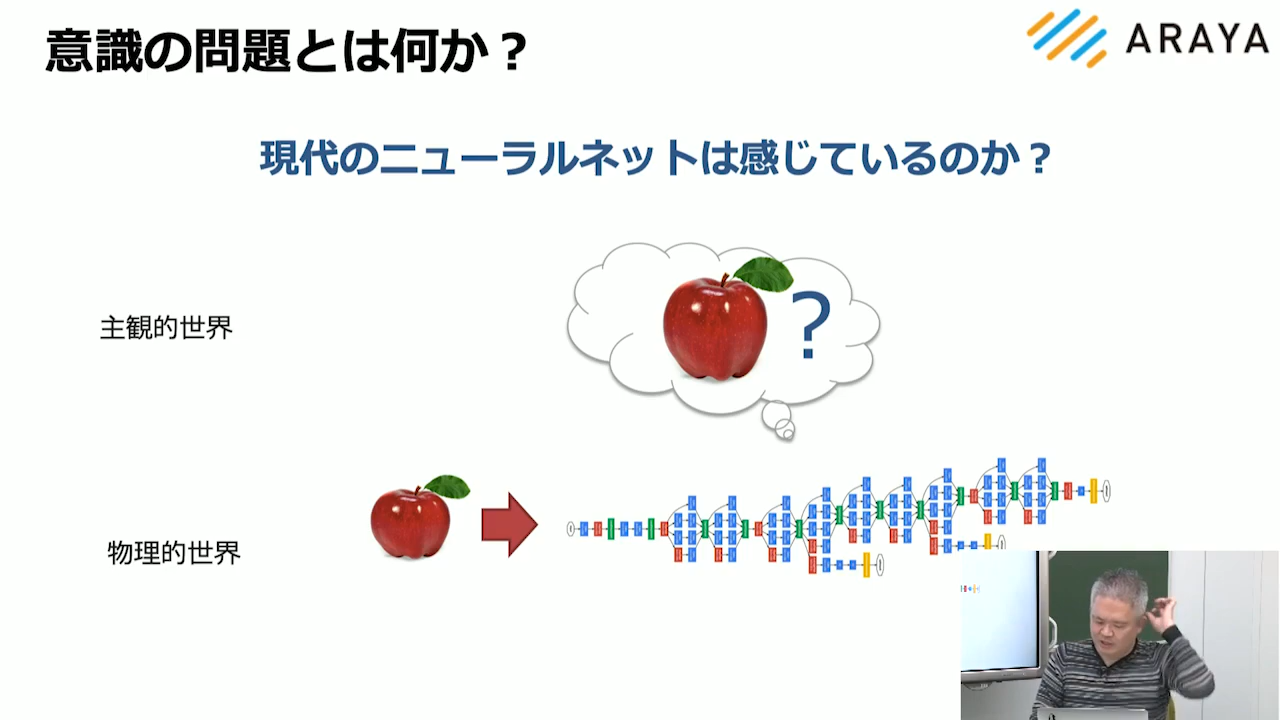 意識の問題とは何か？
ARAYA
現代のニューラルネットは感じているのか？
?
主観的世界
物理的世界